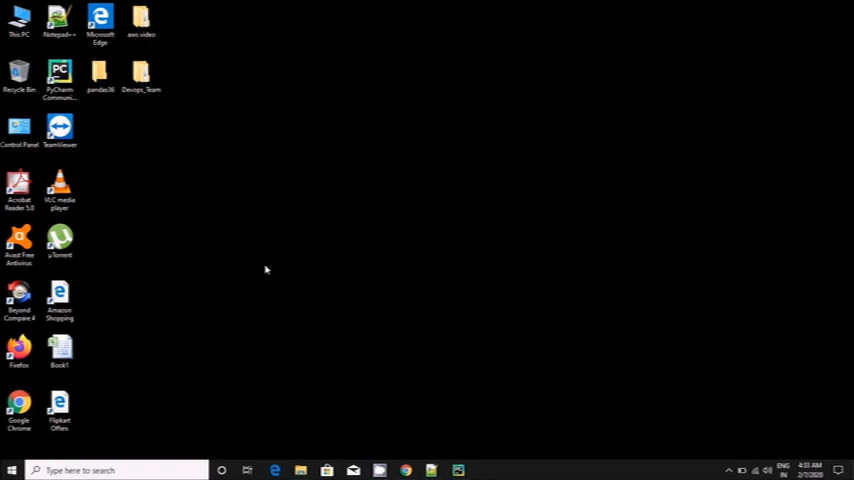 This PC
Notepad++
Microsoft
Edge
aws video
Recycle Bin
PyCharm
Communi...
pandas36
Devops_Team
Control Panel
TeamViewer
Acrobat
Reader 5.0
VLC media
player
Avast Free
Antivirus
µTorrent
Beyond
Compare 4
Amazon
Shopping
Firefox
Book1
Google
Chrome
Flipkart
Offers
Type here to search
ENG
IN
4:33 AM
2/7/2020